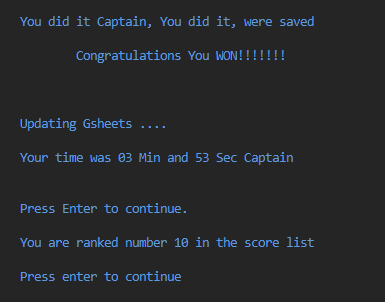 You did it Captain, You did it, were saved
Congratulations You WON!!!!!!!
Updating Gsheets ....
Your time was 03 Min and 53 Sec Captain
Press Enter to continue.
You are ranked number 10 in the score list
Press enter to continue